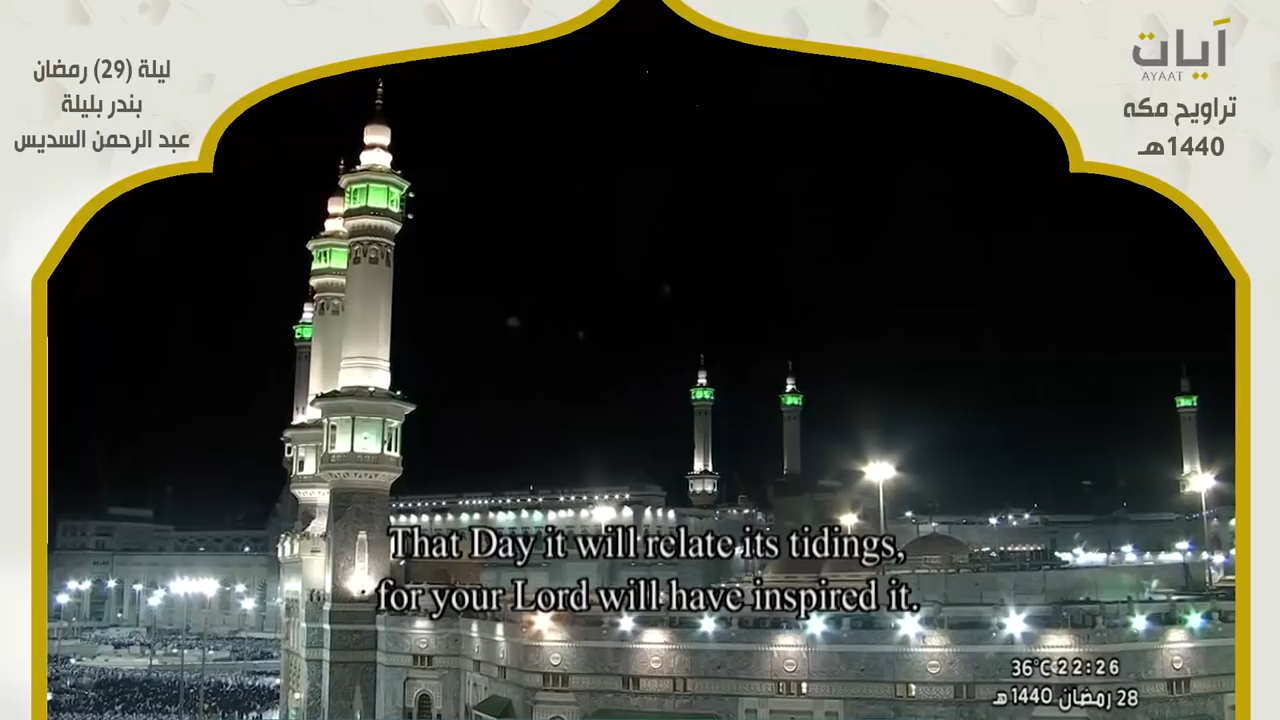 ليلة (29) رمضان
بندر بليلة
عبد الرحمن السديس
آيات
AYAAT
تراويح مكه
1440هـ
That Day it will relate its tidings,
for your Lord will have inspired it.
36°C 22:26
28 رمضان 1440هـ